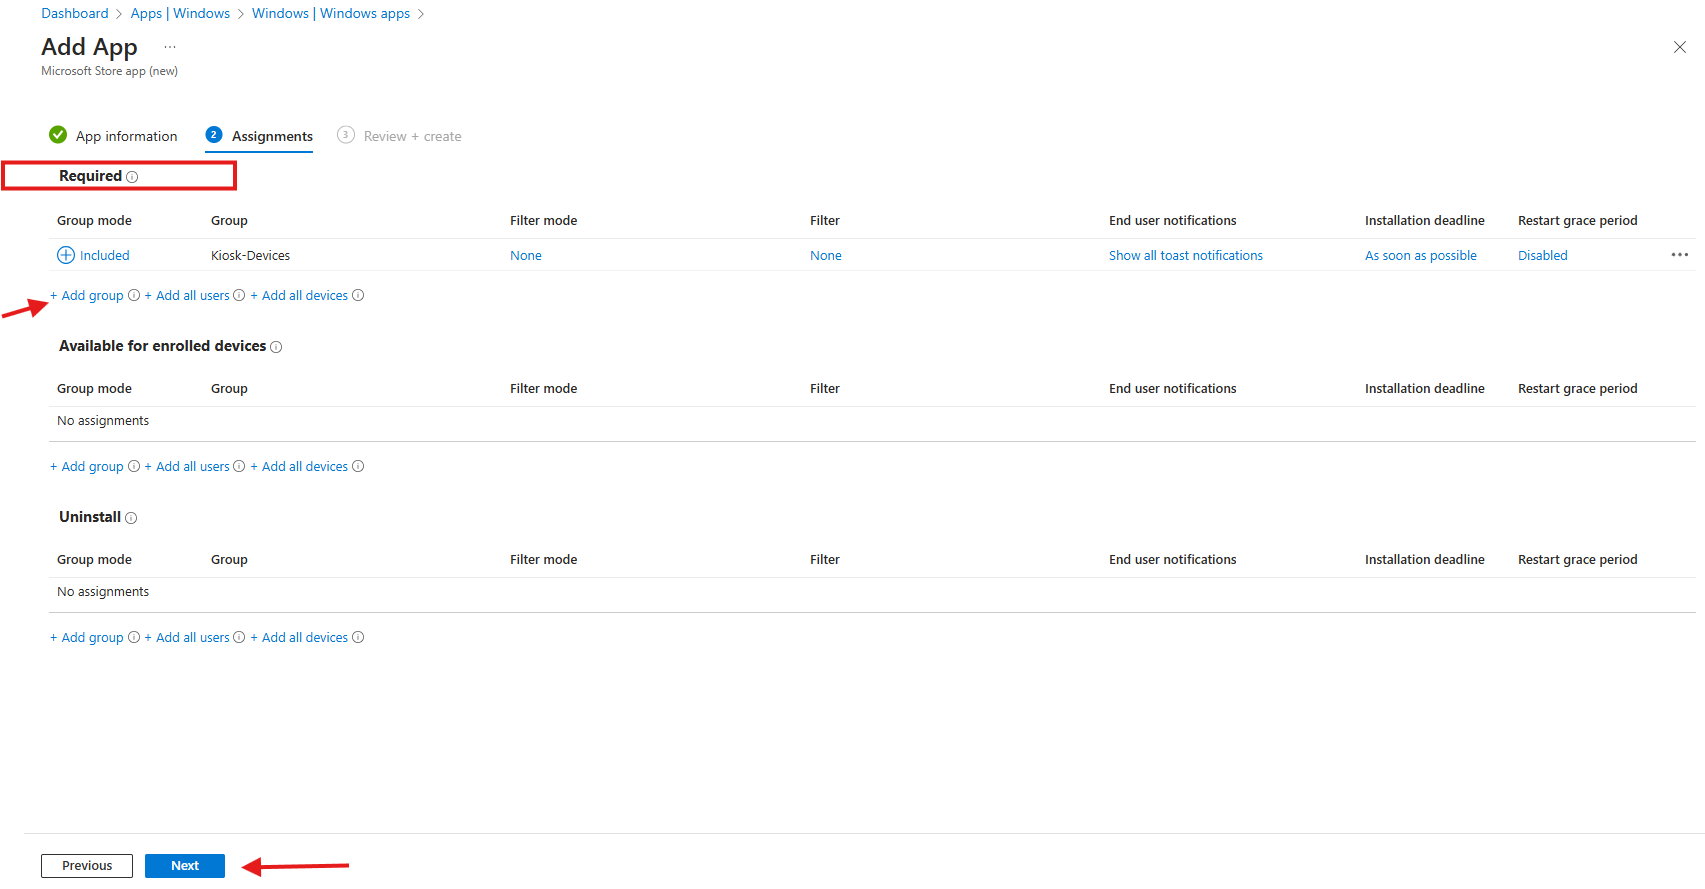 Dashboard > Apps | Windows > Windows | Windows apps >
Add App ...
Microsoft Store app (new)
App information 2 Assignments 3 Review + create
Required
Group mode Group Filter mode Filter End user notifications Installation deadline Restart grace period
Included Kiosk-Devices None None Show all toast notifications As soon as possible Disabled ...
+ Add group + Add all users + Add all devices
Available for enrolled devices
Group mode Group Filter mode Filter End user notifications Installation deadline Restart grace period
No assignments
+ Add group + Add all users + Add all devices
Uninstall
Group mode Group Filter mode Filter End user notifications Installation deadline Restart grace period
No assignments
+ Add group + Add all users + Add all devices
Previous Next